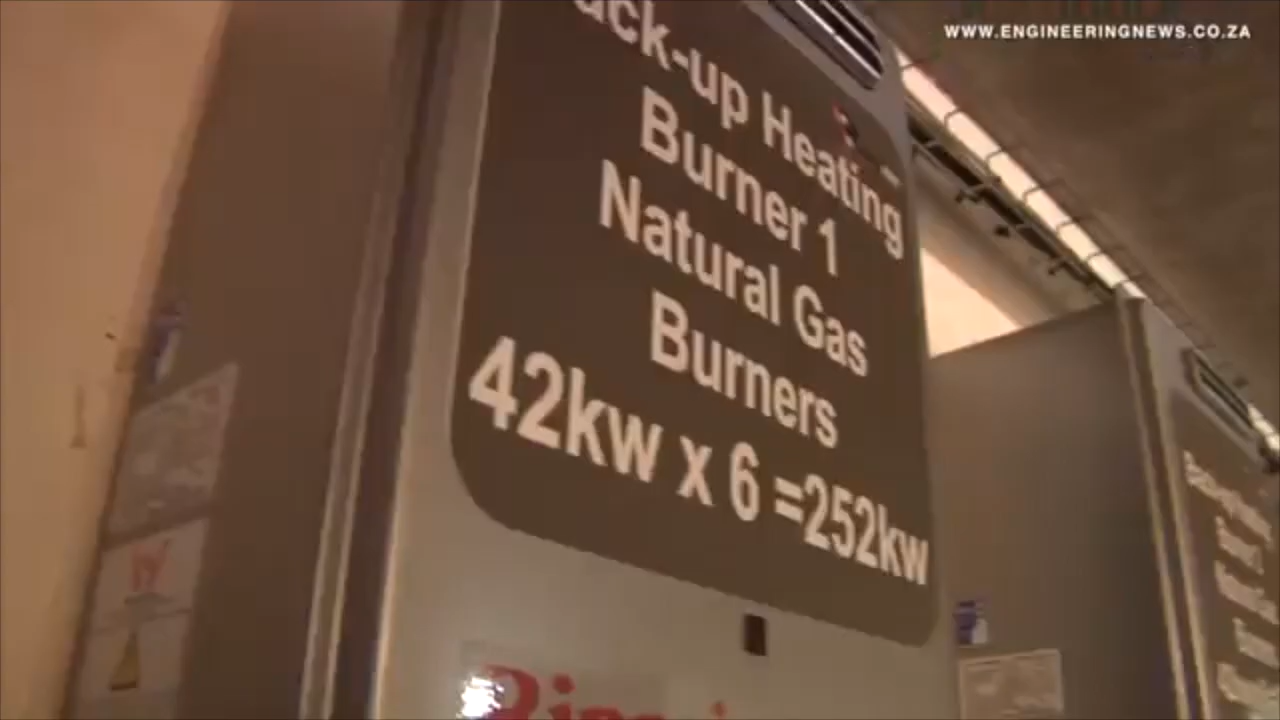 WWW.ENGINEERINGNEWS.CO.ZA
ack-up Heating
Burner 1
Natural Gas
Burners
42kw x 6 =252kw